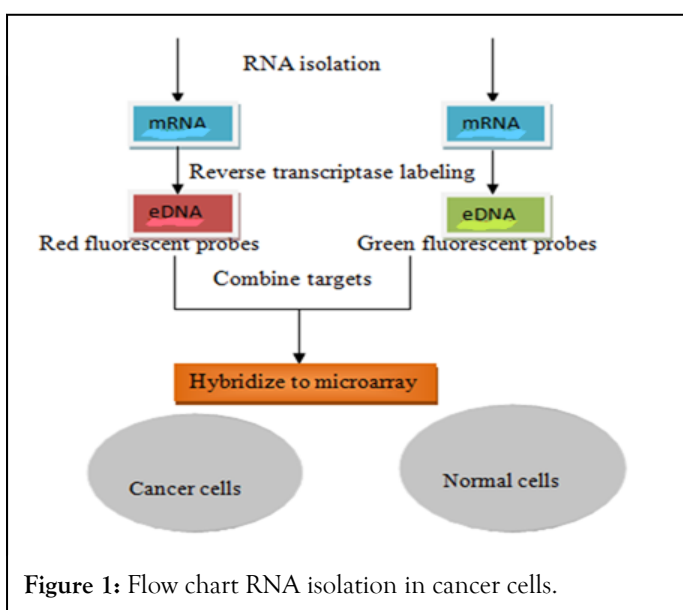 RNA isolation
mRNA mRNA
Reverse transcriptase labeling
eDNA eDNA
Red fluorescent probes Green fluorescent probes
Combine targets
Hybridize to microarray
Cancer cells Normal cells
Figure 1: Flow chart RNA isolation in cancer cells.